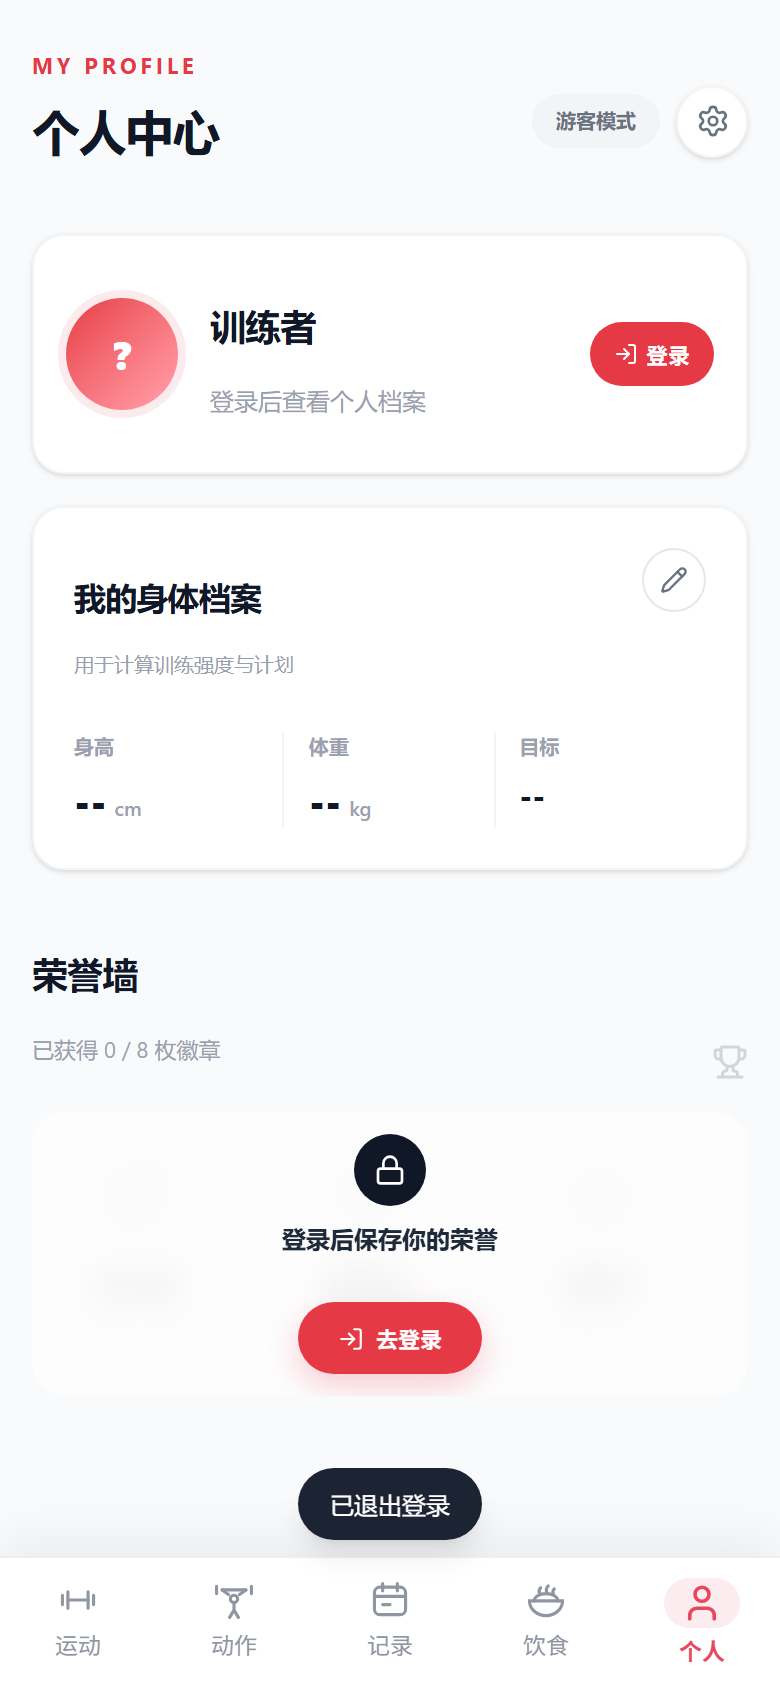 MY PROFILE
个人中心
游客模式
?
训练者
登录后查看个人档案
登录
我的身体档案
用于计算训练强度与计划
身高
体重
目标
-- cm
-- kg
--
荣誉墙
已获得 0 / 8 枚徽章
登录后保存你的荣誉
去登录
已退出登录
运动
动作
记录
饮食
个人